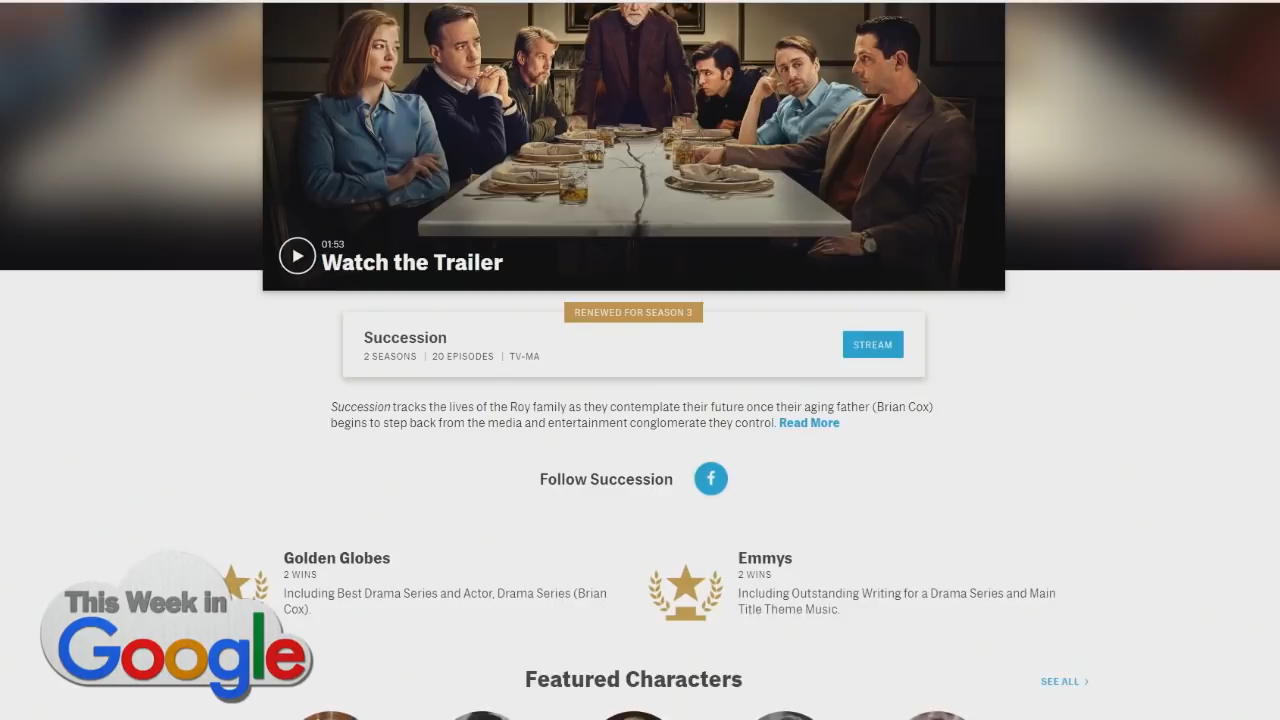 01:53
Watch the Trailer
RENEWED FOR SEASON 3
Succession
2 SEASONS | 20 EPISODES | TV-MA
STREAM
Succession tracks the lives of the Roy family as they contemplate their future once their aging father (Brian Cox)
begins to step back from the media and entertainment conglomerate they control. Read More
Follow Succession
f
Golden Globes
2 WINS
Including Best Drama Series and Actor, Drama Series (Brian
Cox).
Emmys
2 WINS
Including Outstanding Writing for a Drama Series and Main
Title Theme Music.
This Week in
Google
Featured Characters
SEE ALL >